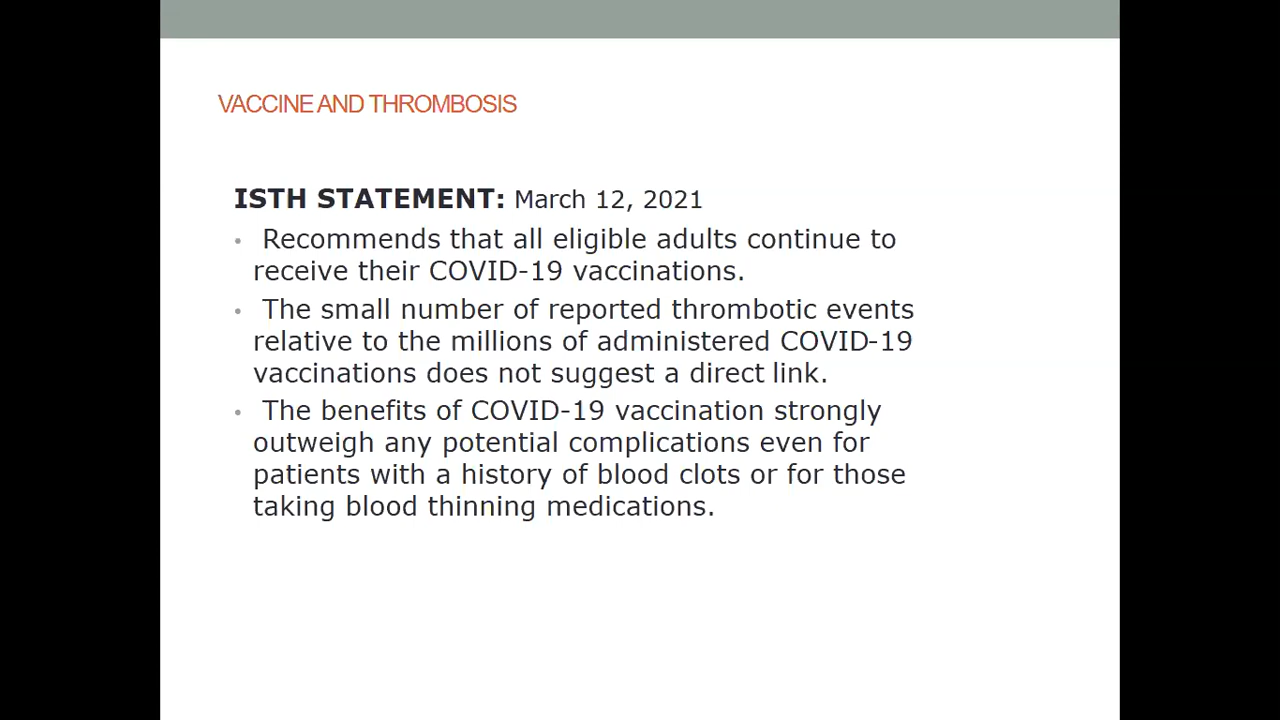 VACCINE AND THROMBOSIS
ISTH STATEMENT: March 12, 2021
• Recommends that all eligible adults continue to
receive their COVID-19 vaccinations.
• The small number of reported thrombotic events
relative to the millions of administered COVID-19
vaccinations does not suggest a direct link.
• The benefits of COVID-19 vaccination strongly
outweigh any potential complications even for
patients with a history of blood clots or for those
taking blood thinning medications.